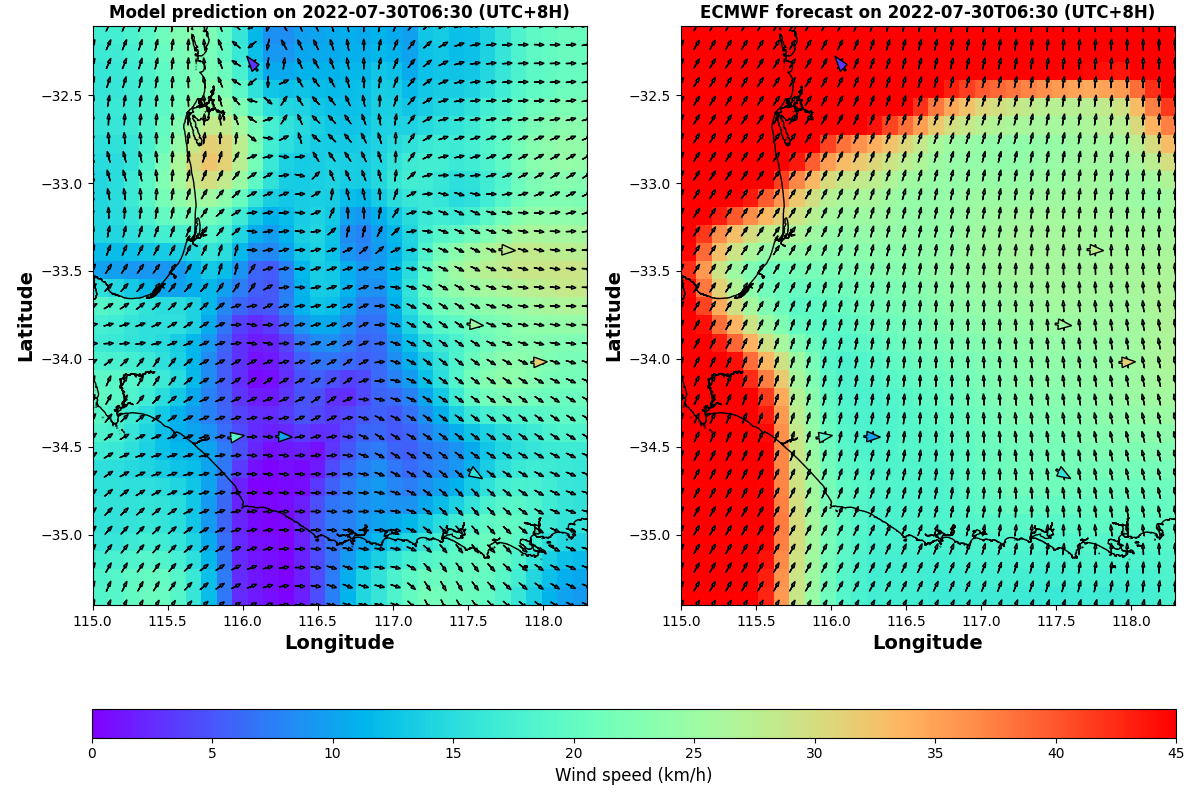 Model prediction on 2022-07-30T06:30 (UTC+8H)
ECMWF forecast on 2022-07-30T06:30 (UTC+8H)
−32.5
−33.0
−33.5
−34.0
−34.5
−35.0
Latitude
115.0 115.5 116.0 116.5 117.0 117.5 118.0
Longitude
−32.5
−33.0
−33.5
−34.0
−34.5
−35.0
Latitude
115.0 115.5 116.0 116.5 117.0 117.5 118.0
Longitude
0 5 10 15 20 25 30 35 40 45
Wind speed (km/h)